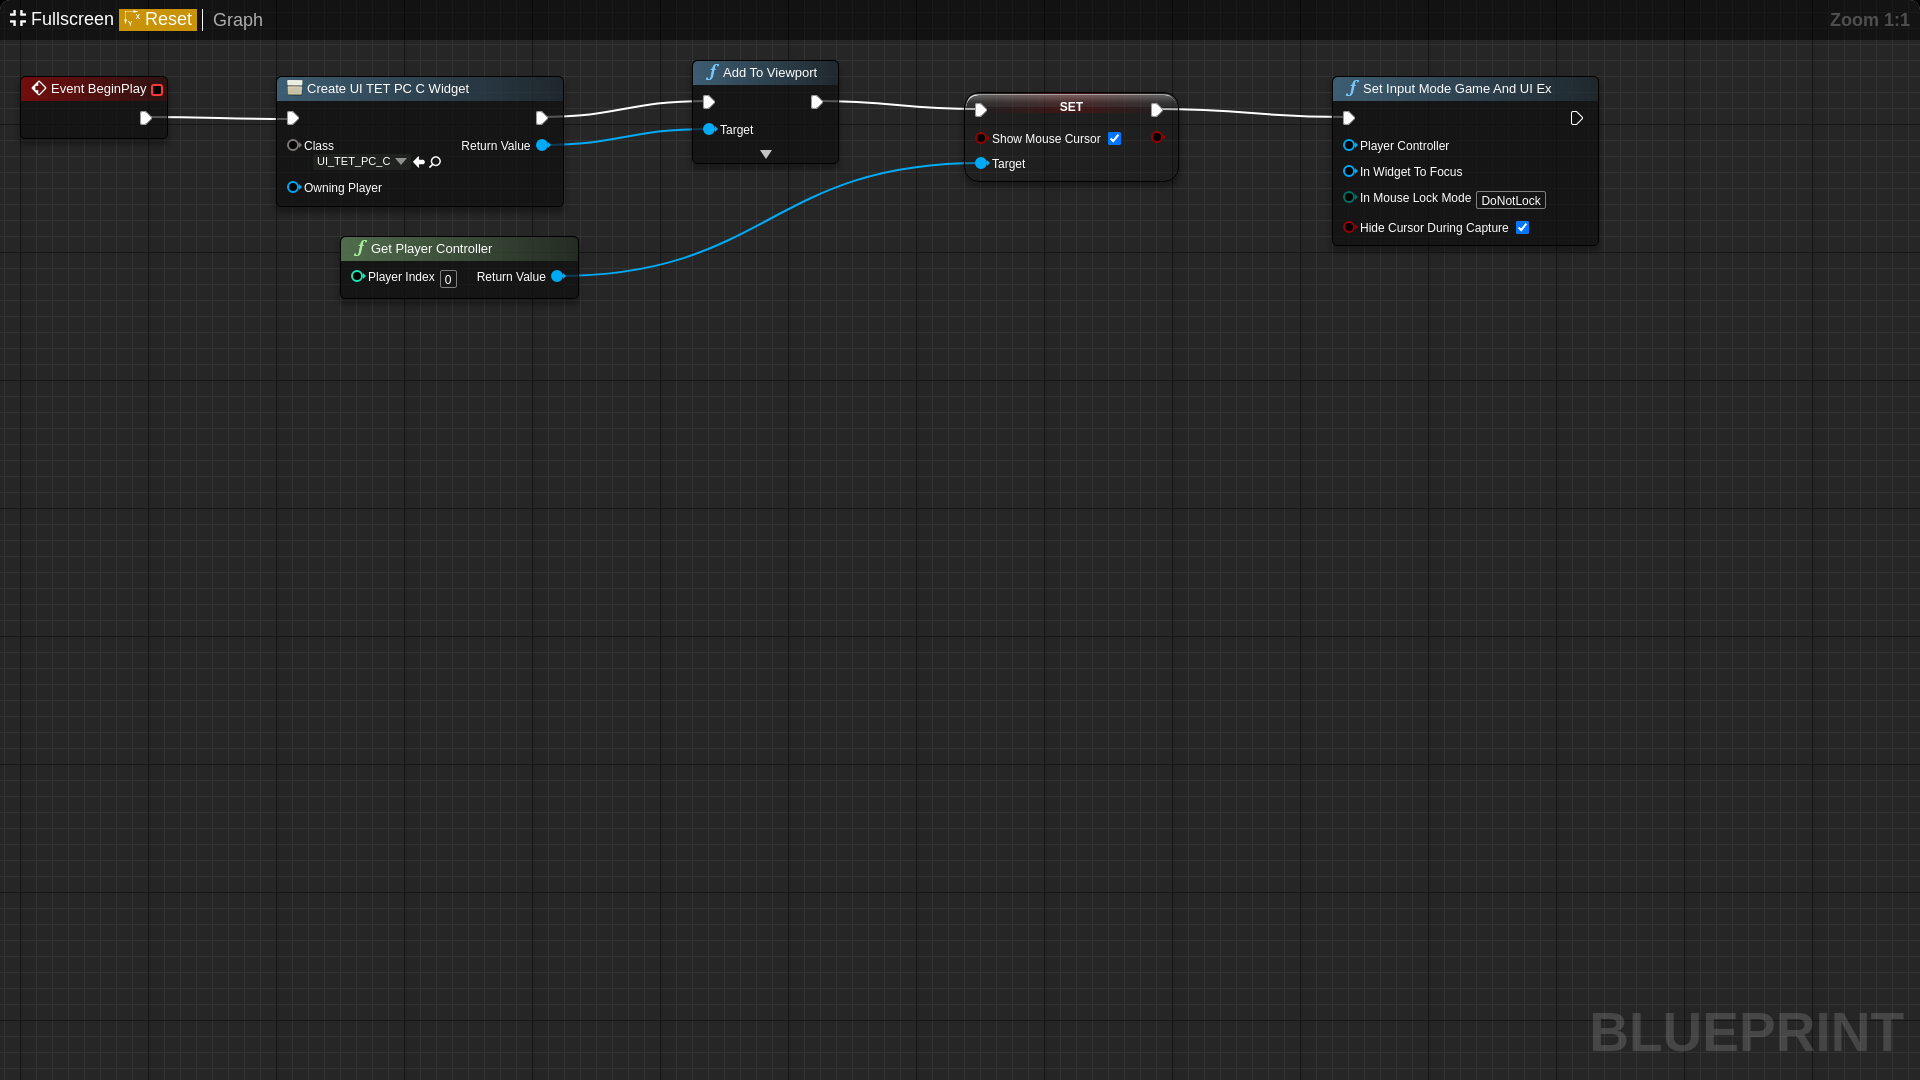 Fullscreen Reset Graph
Zoom 1:1
Event BeginPlay
Create UI TET PC C Widget
Class
UI_TET_PC_C
Return Value
Owning Player
Get Player Controller
Player Index 0
Return Value
Add To Viewport
Target
SET
Show Mouse Cursor
Target
Set Input Mode Game And UI Ex
Player Controller
In Widget To Focus
In Mouse Lock Mode DoNotLock
Hide Cursor During Capture
BLUEPRINT